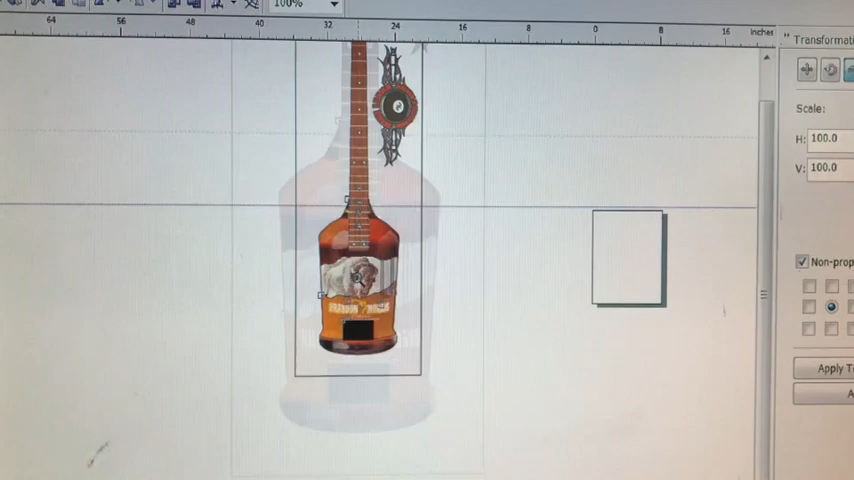 100%
64 56 48 40 32 24 16 8 0 8 16 inches
Transformatio
Scale:
H: 100.0
V: 100.0
Non-prop
Apply T
A